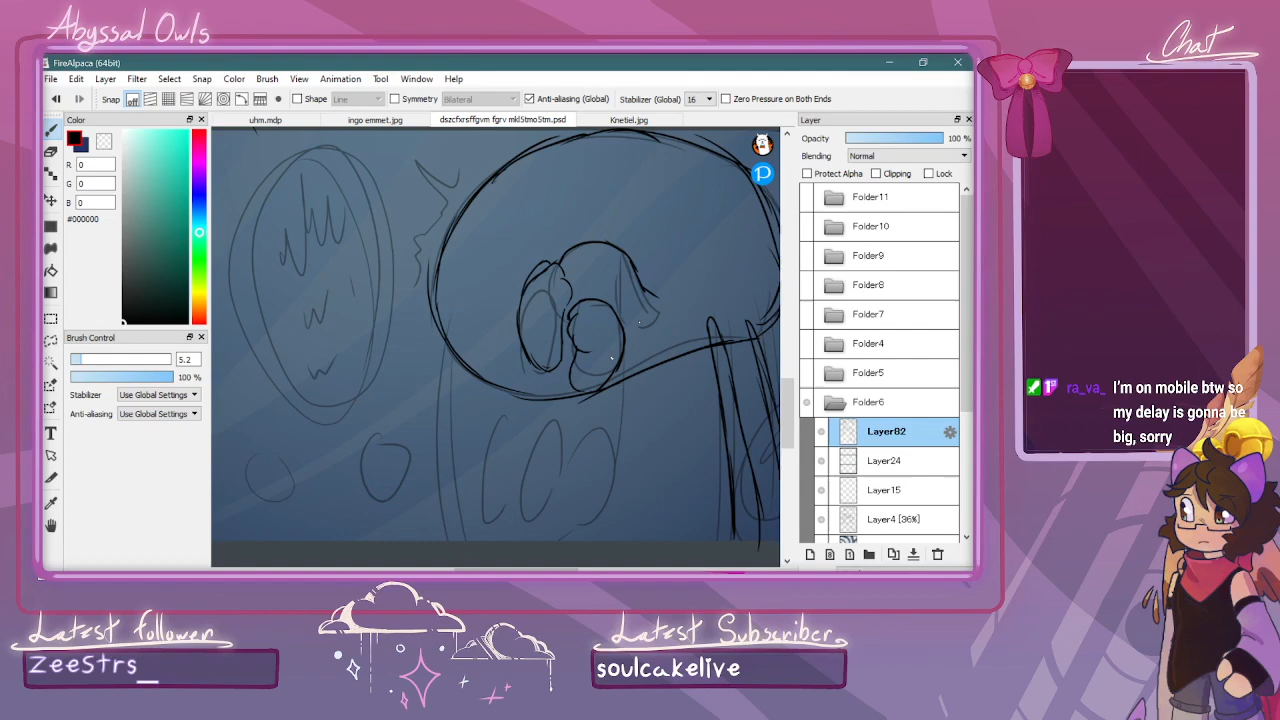 Abyssal Owls
Chat
FireAlpaca (64bit)
File Edit Layer Filter Select Snap Color Brush View Animation Tool Window Help
Snap off Shape Line Symmetry Bilateral Anti-aliasing (Global) Stabilizer (Global) 16 Zero Pressure on Both Ends
Color
uhm.mdp
ingo emmet.jpg
dszcfxrsffgvm fgrv mkl5tmo5tm.psd
Knetiel.jpg
Layer
R 0
G 0
B 0
#000000
Opacity 100 %
Blending Normal
Protect Alpha Clipping Lock
Folder11
Folder10
Folder9
Folder8
Folder7
Folder4
Folder5
Folder6
Layer82
Layer24
Layer15
Layer4 [36%]
Brush Control
5.2
100 %
Stabilizer Use Global Settings
Anti-aliasing Use Global Settings
ra_va_ I'm on mobile btw so
my delay is gonna be
big, sorry
Latest follower
zeestrs_
Latest Subscriber
soulcakelive